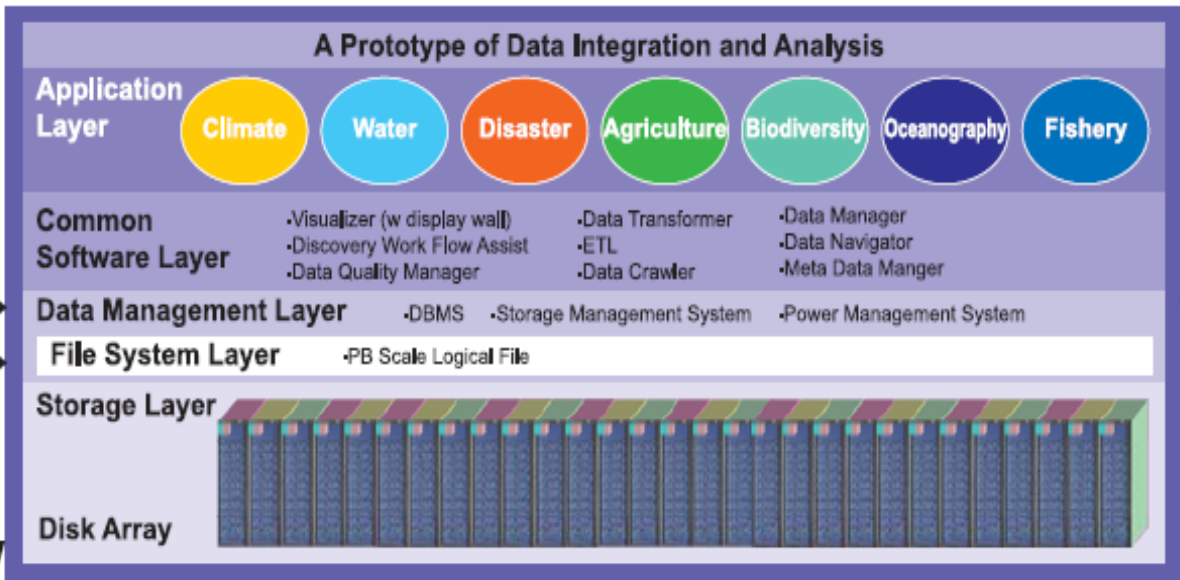 A Prototype of Data Integration and Analysis
Application
Layer
Climate
Water
Disaster
Agriculture
Biodiversity
Oceanography
Fishery
Common
Software Layer
•Visualizer (w display wall)
•Discovery Work Flow Assist
•Data Quality Manager
•Data Transformer
•ETL
•Data Crawler
•Data Manager
•Data Navigator
•Meta Data Manger
Data Management Layer
•DBMS •Storage Management System •Power Management System
File System Layer
•PB Scale Logical File
Storage Layer
Disk Array